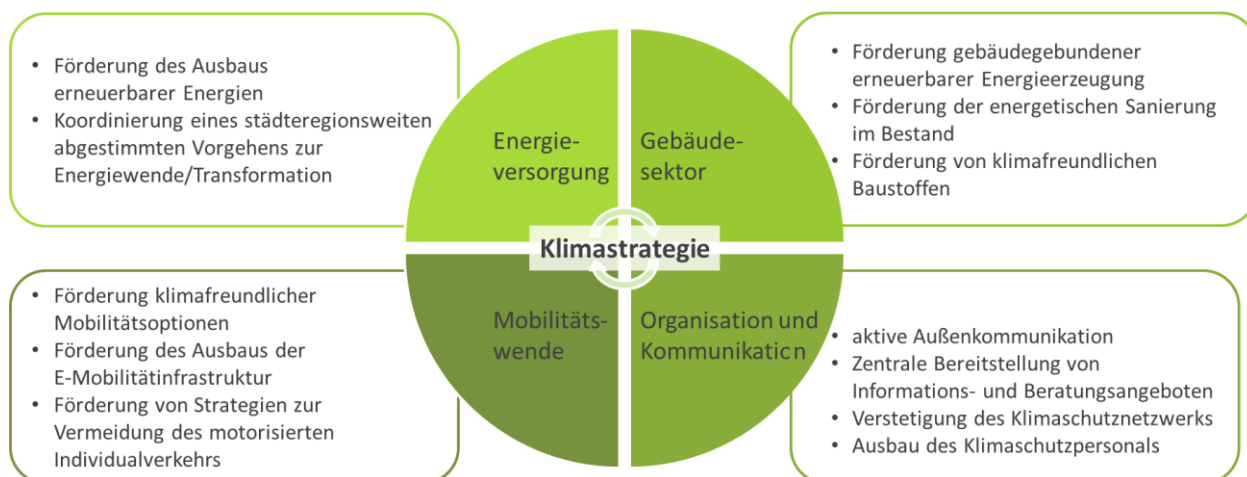 • Förderung des Ausbaus
erneuerbarer Energien
• Koordinierung eines städteregionsweiten
abgestimmten Vorgehens zur
Energiewende/Transformation
Energie-
versorgung
Gebäude-
sektor
• Förderung gebäudegebundener
erneuerbarer Energieerzeugung
• Förderung der energetischen Sanierung
im Bestand
• Förderung von klimafreundlichen
Baustoffen
Klimastrategie
• Förderung klimafreundlicher
Mobilitätsoptionen
• Förderung des Ausbaus der
E-Mobilitätinfrastruktur
• Förderung von Strategien zur
Vermeidung des motorisierten
Individualverkehrs
Mobilitäts-
wende
Organisation und
Kommunikation
• aktive Außenkommunikation
• Zentrale Bereitstellung von
Informations- und Beratungsangeboten
• Verstetigung des Klimaschutznetzwerks
• Ausbau des Klimaschutzpersonals